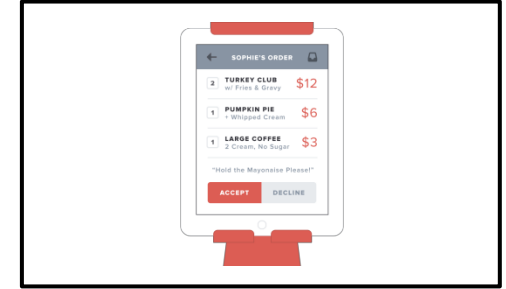 SOPHIE'S ORDER
2 TURKEY CLUB $12
w/ Fries & Gravy
1 PUMPKIN PIE $6
+ Whipped Cream
1 LARGE COFFEE $3
2 Cream, No Sugar
"Hold the Mayonaise Please!"
ACCEPT DECLINE